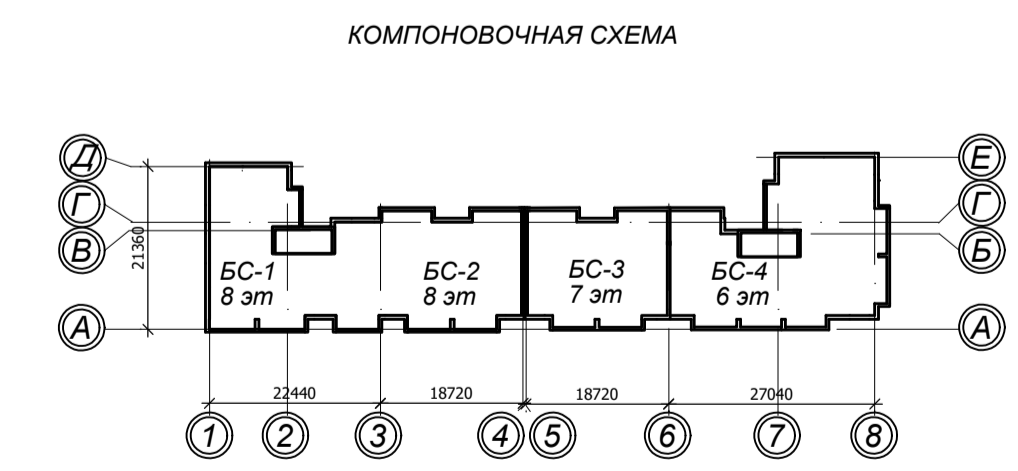 КОМПОНОВОЧНАЯ СХЕМА
Д
Е
Г
Г
В
Б
21360
БС-1
8 эт
БС-2
8 эт
БС-3
7 эт
БС-4
6 эт
А
А
22440
18720
18720
27040
1
2
3
4
5
6
7
8